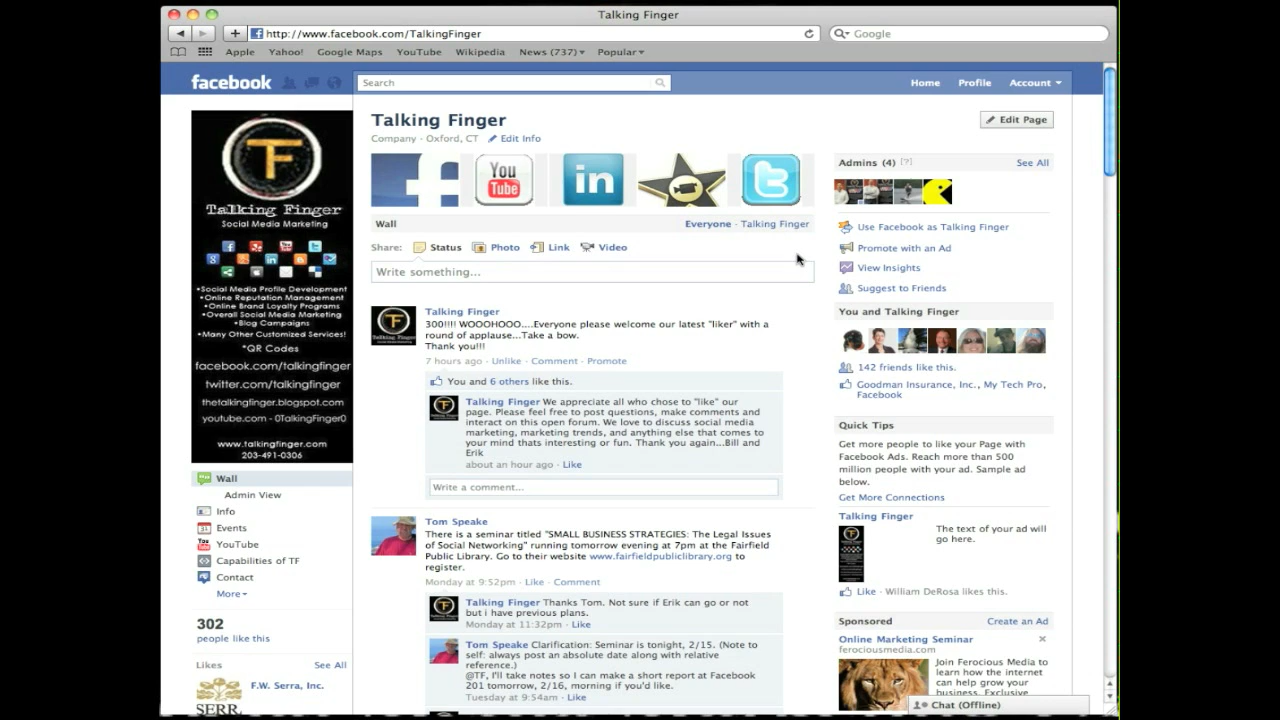 Talking Finger
http://www.facebook.com/TalkingFinger
Google
Apple Yahoo! Google Maps YouTube Wikipedia News (737) Popular
facebook
Search
Home Profile Account
TF
Talking Finger
Social Media Marketing
•Social Media Profile Development
•Online Reputation Management
•Online Brand Loyalty Programs
•Overall Social Media Marketing
•Blog Campaigns
•Many Other Customized Services!
*QR Codes
facebook.com/talkingfinger
twitter.com/talkingfinger
thetalkingfinger.blogspot.com
youtube.com - 0TalkingFinger0
www.talkingfinger.com
203-491-0306
Wall
Admin View
Info
Events
YouTube
Capabilities of TF
Contact
More
302
people like this
Likes See All
F.W. Serra, Inc.
SERR
Talking Finger
Company · Oxford, CT Edit Info
Edit Page
f You Tube in t
Wall Everyone · Talking Finger
Share: Status Photo Link Video
Write something...
Talking Finger
300!!!! WOOOHOOO....Everyone please welcome our latest "liker" with a
round of applause...Take a bow.
Thank you!!!
7 hours ago · Unlike · Comment · Promote
You and 6 others like this.
Talking Finger We appreciate all who chose to "like" our
page. Please feel free to post questions, make comments and
interact on this open forum. We love to discuss social media
marketing, marketing trends, and anything else that comes to
your mind thats interesting or fun. Thank you again...Bill and
Erik
about an hour ago · Like
Write a comment...
Tom Speake
There is a seminar titled "SMALL BUSINESS STRATEGIES: The Legal Issues
of Social Networking" running tomorrow evening at 7pm at the Fairfield
Public Library. Go to their website www.fairfieldpubliclibrary.org to
register.
Monday at 9:52pm · Like · Comment
Talking Finger Thanks Tom. Not sure if Erik can go or not
but i have previous plans.
Monday at 11:32pm · Like
Tom Speake Clarification: Seminar is tonight, 2/15. (Note to
self: always post an absolute date along with relative
reference.)
@TF, I'll take notes so I can make a short report at Facebook
201 tomorrow, 2/16, morning if you'd like.
Tuesday at 9:54am · Like
Admins (4) [?] See All
Use Facebook as Talking Finger
Promote with an Ad
View Insights
Suggest to Friends
You and Talking Finger
142 friends like this.
Goodman Insurance, Inc., My Tech Pro,
Facebook
Quick Tips
Get more people to like your Page with
Facebook Ads. Reach more than 500
million people with your ad. Sample ad
below.
Get More Connections
Talking Finger
The text of your ad will
go here.
Like · William DeRosa likes this.
Sponsored Create an Ad
Online Marketing Seminar
ferociousmedia.com
Join Ferocious Media to
learn how the internet
can help grow your
business. Exclusive
Chat (Offline)